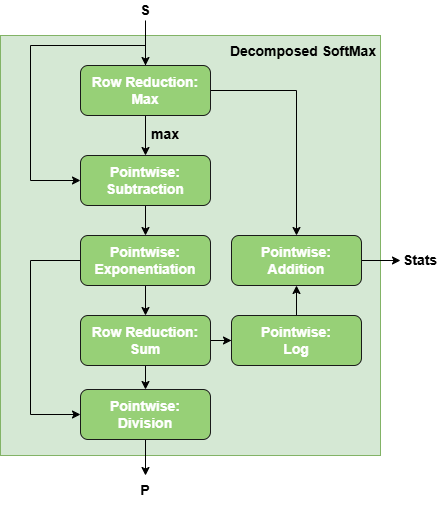 S
Decomposed SoftMax
Row Reduction:
Max
max
Pointwise:
Subtraction
Pointwise:
Exponentiation
Pointwise:
Addition
Stats
Row Reduction:
Sum
Pointwise:
Log
Pointwise:
Division
P